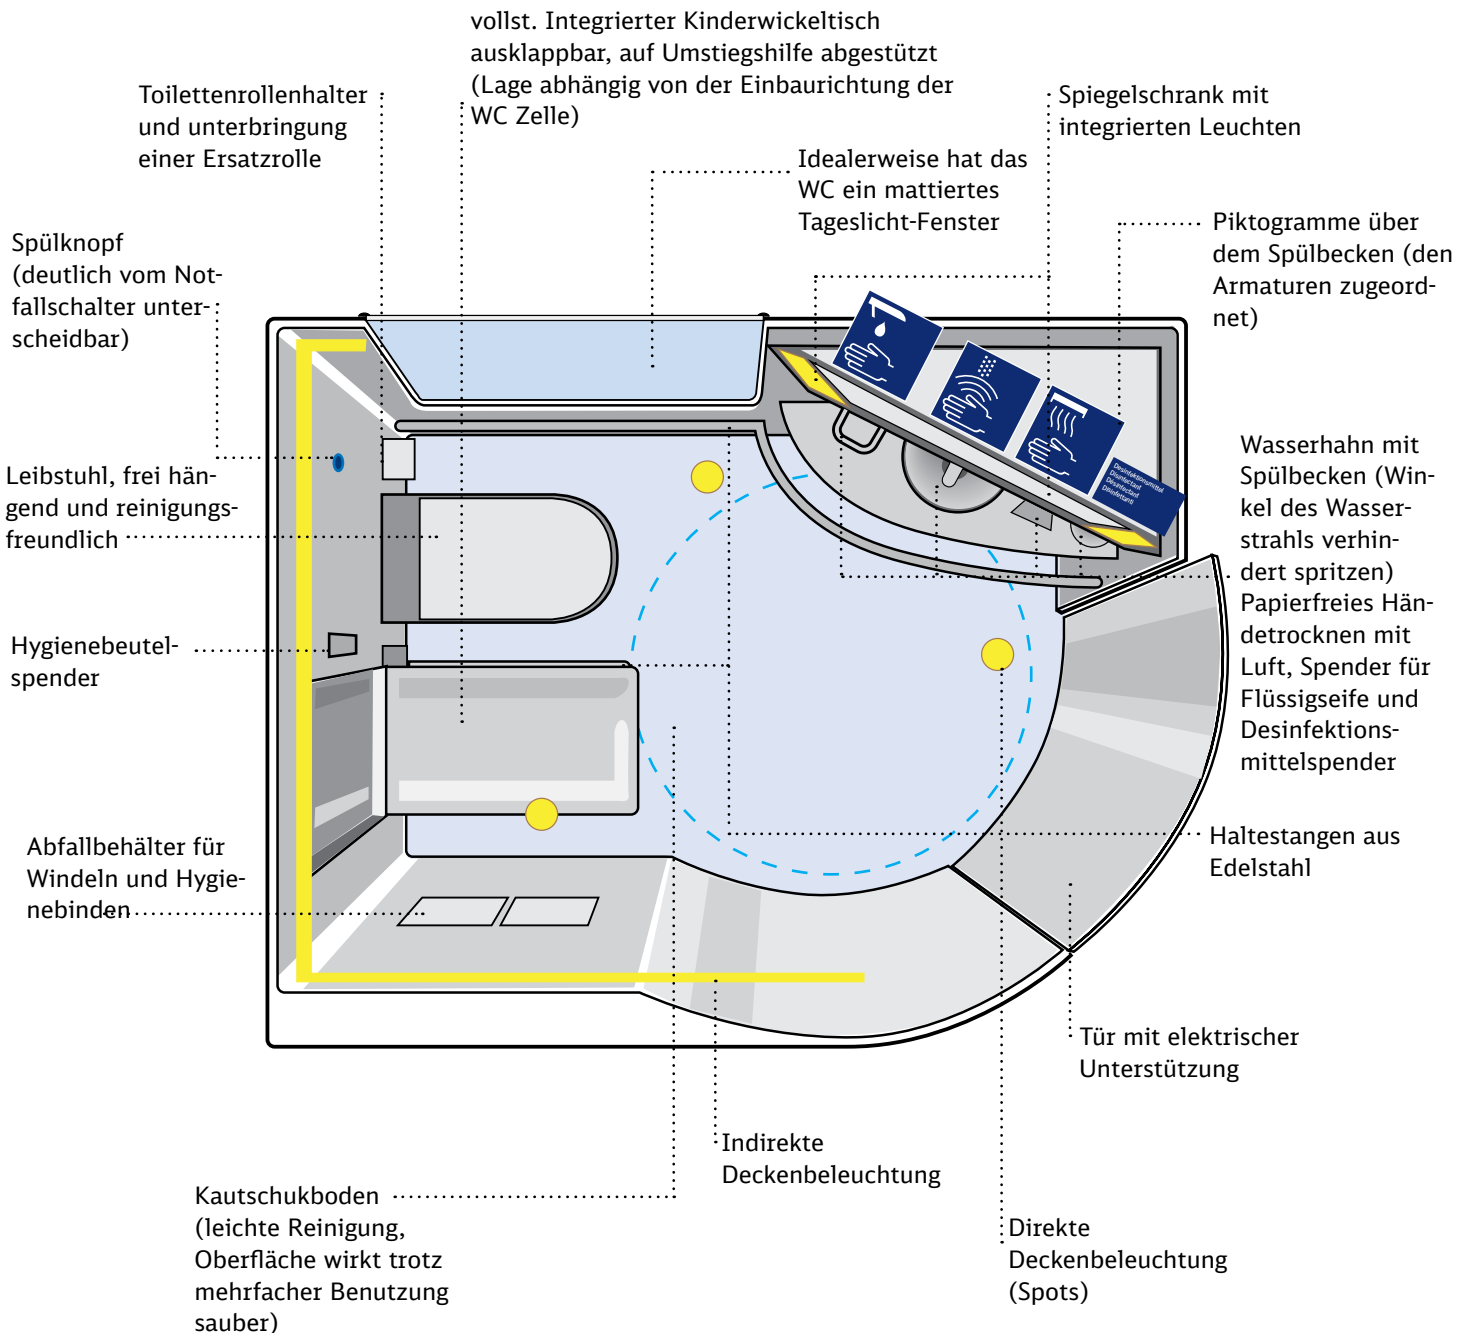 vollst. Integrierter Kinderwickeltisch
ausklappbar, auf Umstiegshilfe abgestützt
(Lage abhängig von der Einbaurichtung der
WC Zelle)
Toilettenrollenhalter
und unterbringung
einer Ersatzrolle
Spiegelschrank mit
integrierten Leuchten
Idealerweise hat das
WC ein mattiertes
Tageslicht-Fenster
Piktogramme über
dem Spülbecken (den
Armaturen zugeord-
net)
Spülknopf
(deutlich vom Not-
fallschalter unter-
scheidbar)
Leibstuhl, frei hän-
gend und reinigungs-
freundlich
Desinfektionsmittel
Disinfectant
Désinfectant
Disinfettanti
Wasserhahn mit
Spülbecken (Win-
kel des Wasser-
strahls verhin-
dert spritzen)
Papierfreies Hän-
detrocknen mit
Luft, Spender für
Flüssigseife und
Desinfektions-
mittelspender
Hygienebeutel-
spender
Abfallbehälter für
Windeln und Hygie-
nebinden
Haltestangen aus
Edelstahl
Tür mit elektrischer
Unterstützung
Indirekte
Deckenbeleuchtung
Kautschukboden
(leichte Reinigung,
Oberfläche wirkt trotz
mehrfacher Benutzung
sauber)
Direkte
Deckenbeleuchtung
(Spots)